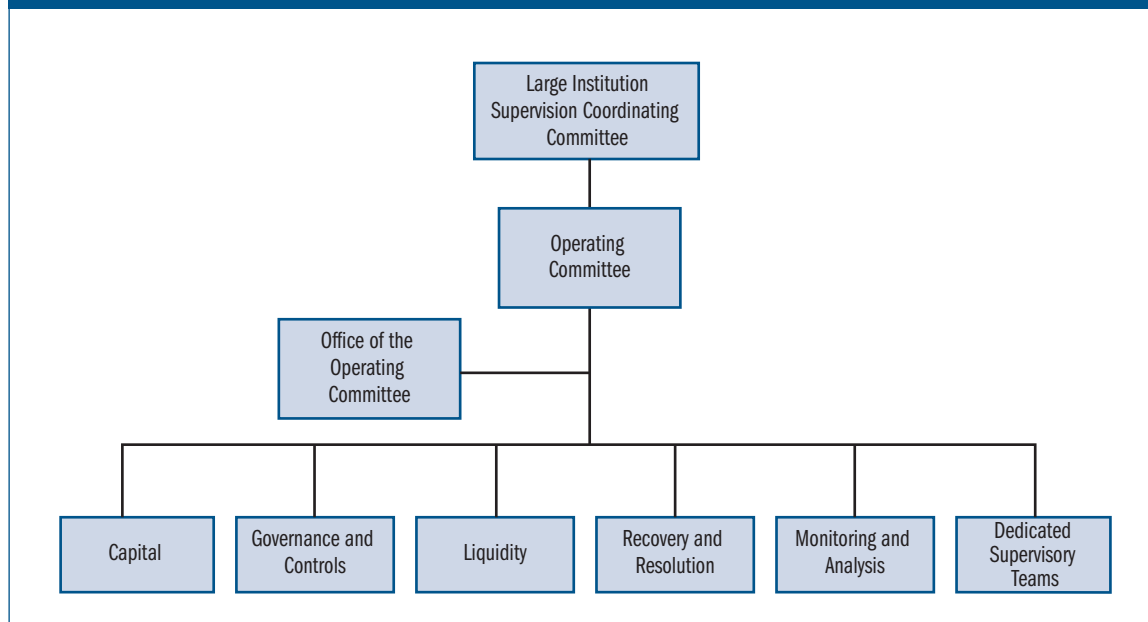 Large Institution
Supervision Coordinating
Committee
Operating
Committee
Office of the
Operating
Committee
Capital
Governance and
Controls
Liquidity
Recovery and
Resolution
Monitoring and
Analysis
Dedicated
Supervisory
Teams